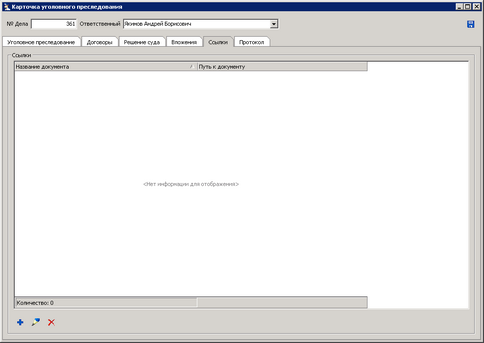 Карточка уголовного преследования
№ Дела 361 Ответственный Якимов Андрей Борисович
Уголовное преследование Договоры Решение суда Вложения Ссылки Протокол
Ссылки
Название документа Путь к документу
<Нет информации для отображения>
Количество: 0